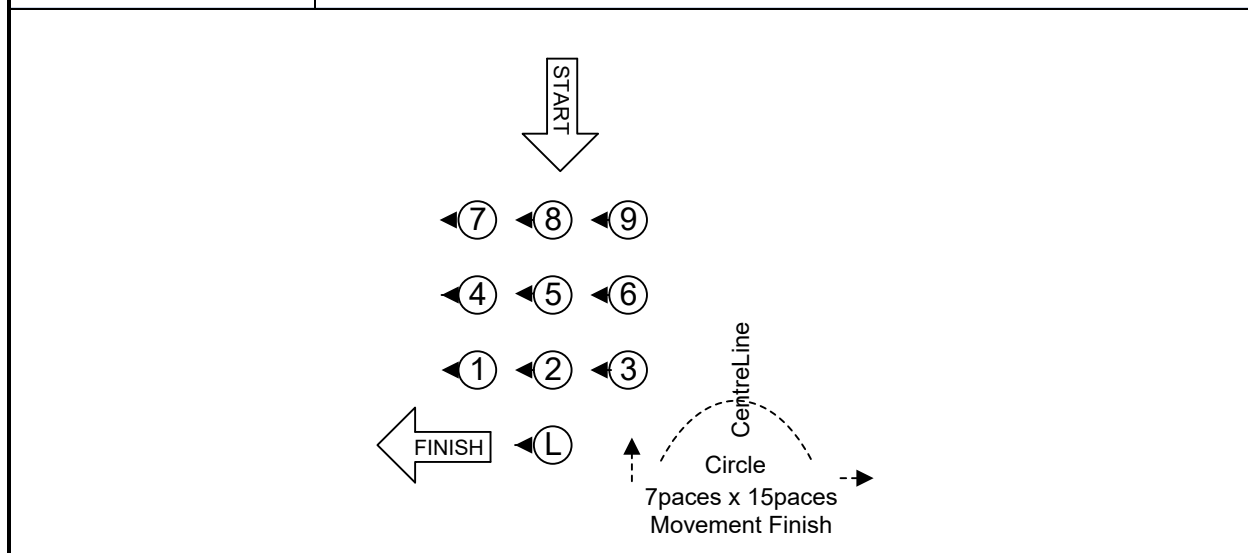 START
7 8 9
4 5 6
1 2 3
CentreLine
FINISH
L
Circle
7paces x 15paces
Movement Finish